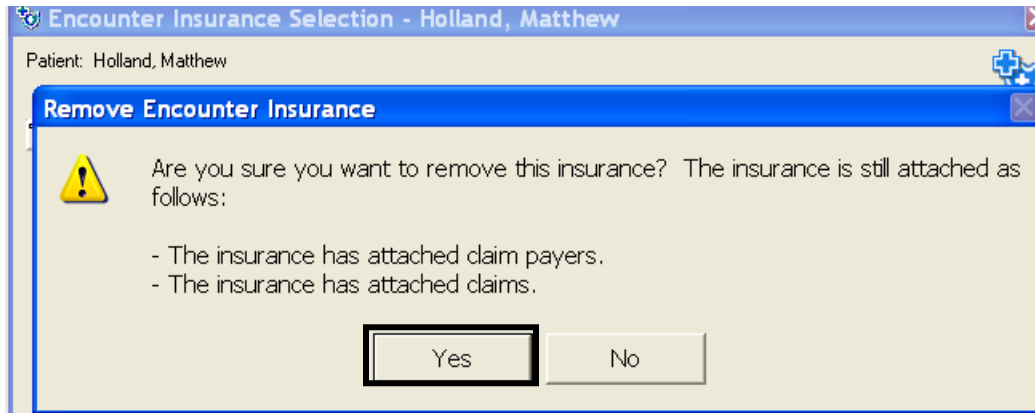 Encounter Insurance Selection - Holland, Matthew
Patient: Holland, Matthew
Remove Encounter Insurance
Are you sure you want to remove this insurance? The insurance is still attached as
follows:
- The insurance has attached claim payers.
- The insurance has attached claims.
Yes
No